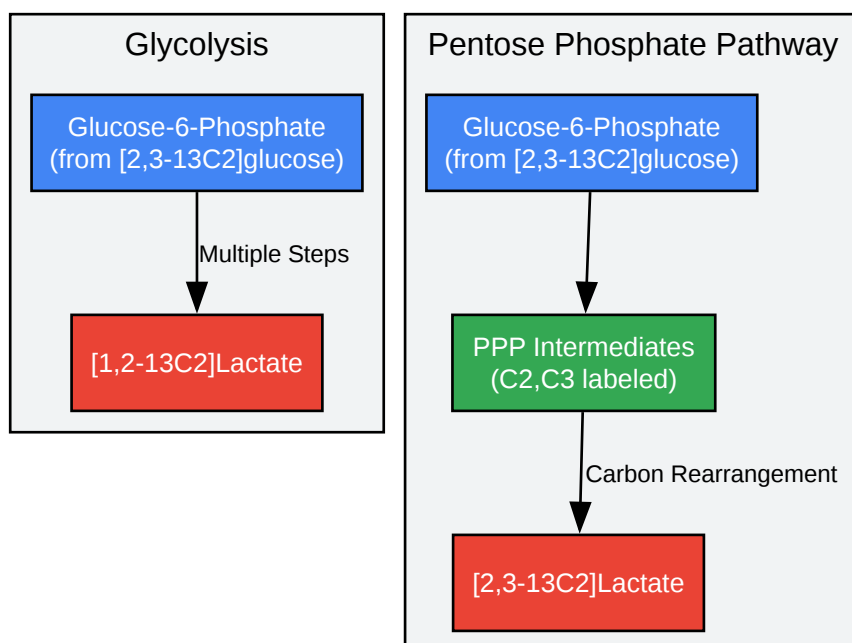 Glycolysis
Glucose-6-Phosphate
(from [2,3-13C2]glucose)
Multiple Steps
[1,2-13C2]Lactate
Pentose Phosphate Pathway
Glucose-6-Phosphate
(from [2,3-13C2]glucose)
PPP Intermediates
(C2,C3 labeled)
Carbon Rearrangement
[2,3-13C2]Lactate